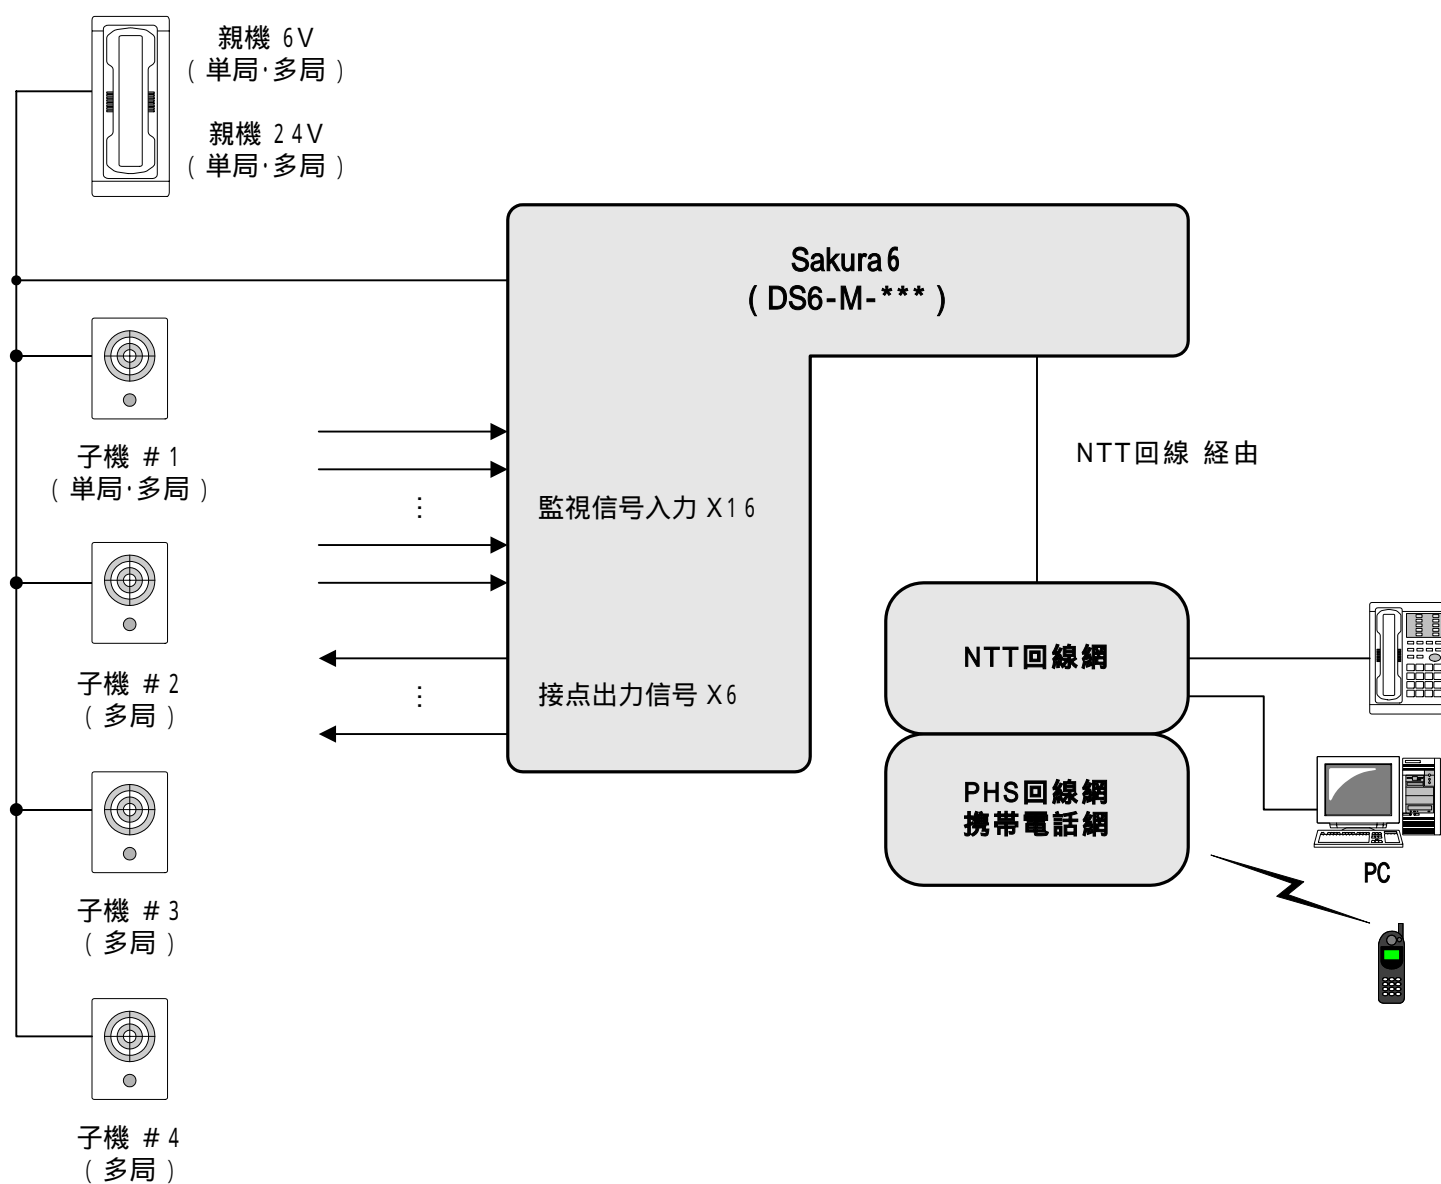 親機 6V
(単局・多局)
親機 24V
(単局・多局)
Sakura6
(DS6-M-***)
子機 #1
(単局・多局)
NTT回線 経由
監視信号入力 X16
子機 #2
(多局)
NTT回線網
接点出力信号 X6
PHS回線網
携帯電話網
PC
子機 #3
(多局)
子機 #4
(多局)